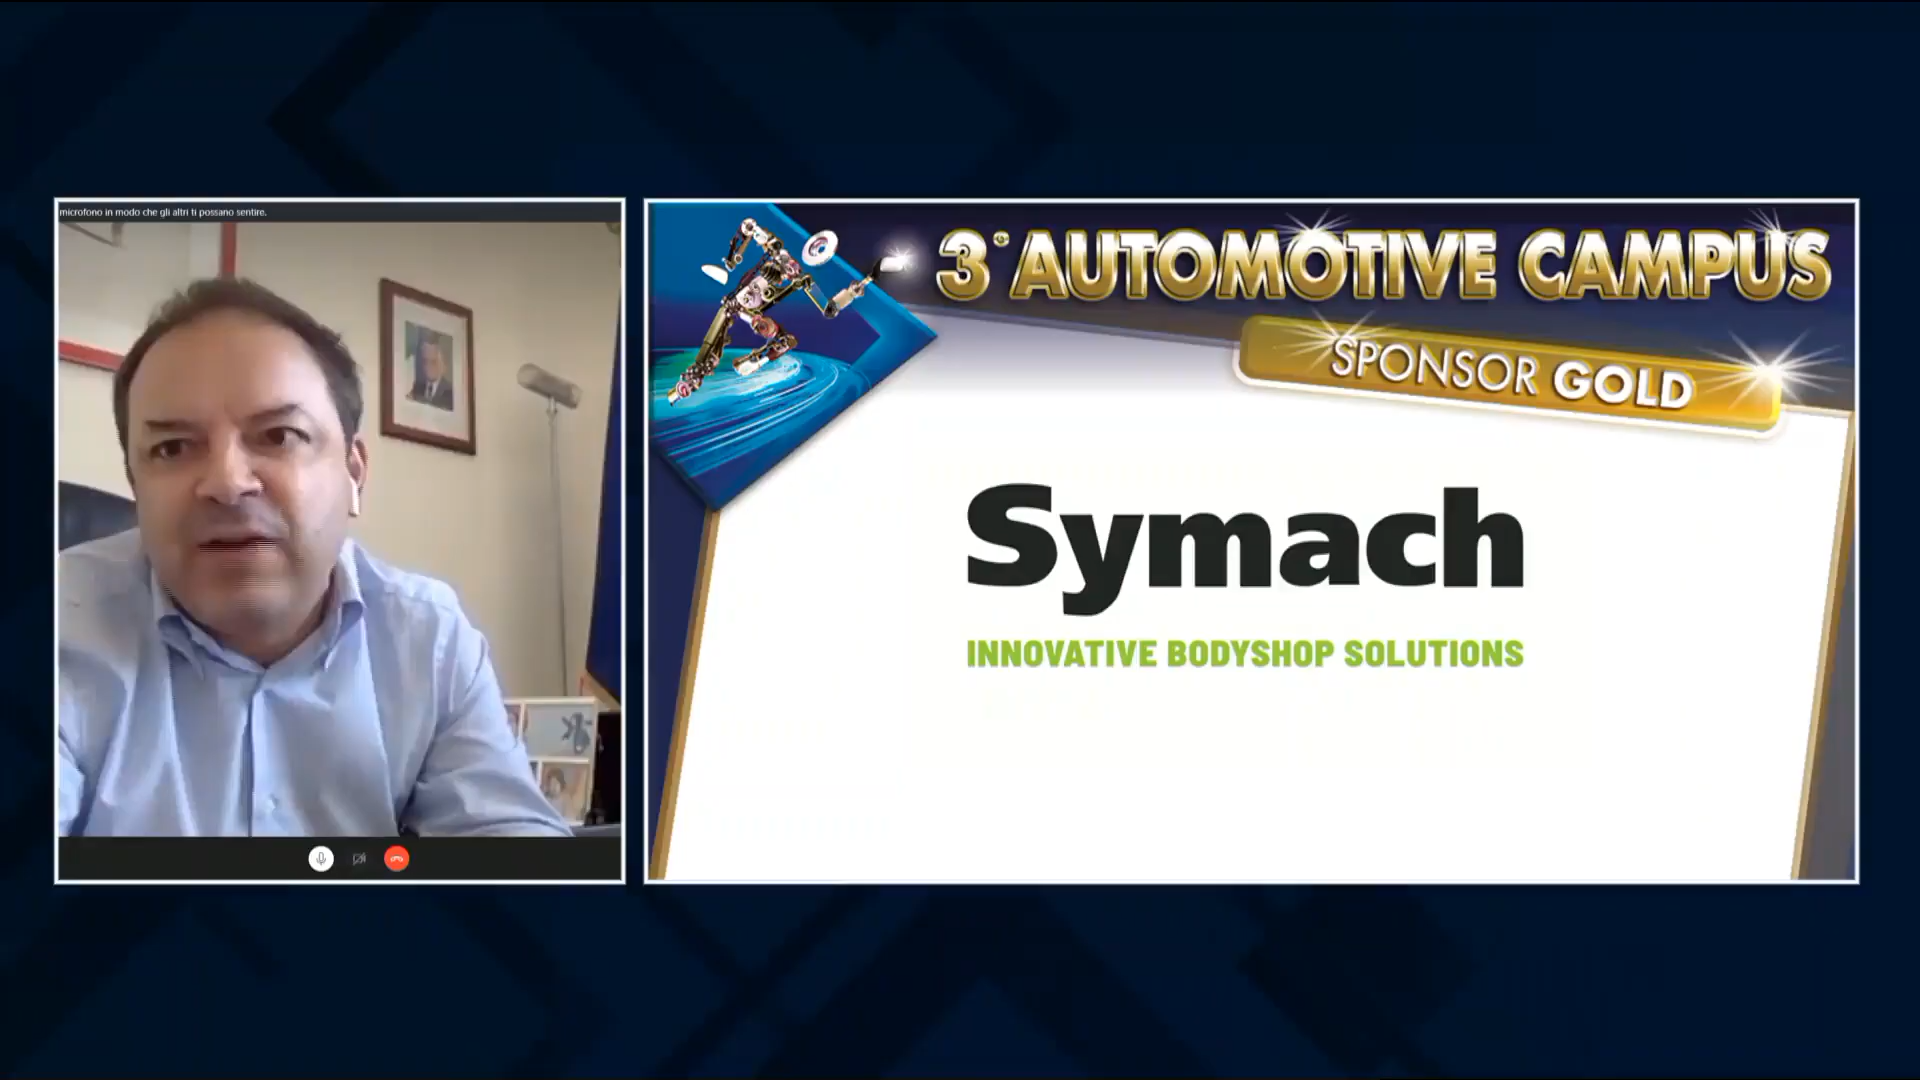 microfono in modo che gli altri ti possano sentire.
3° AUTOMOTIVE CAMPUS
SPONSOR GOLD
Symach
INNOVATIVE BODYSHOP SOLUTIONS